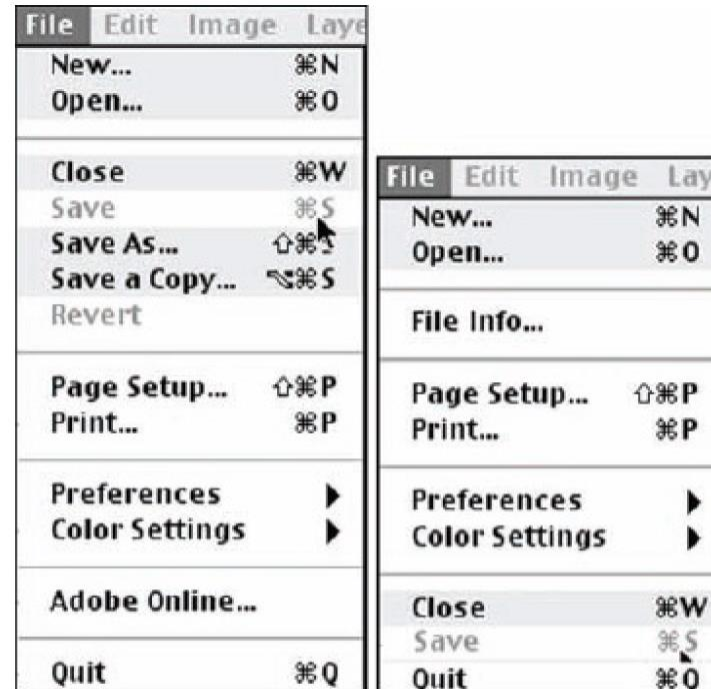 File Edit Image Laye
New... ⌘N
Open... ⌘O
Close ⌘W
Save ⌘S
Save As... ⇧⌘S
Save a Copy... ⌥⌘S
Revert
Page Setup... ⇧⌘P
Print... ⌘P
Preferences ▶
Color Settings ▶
Adobe Online...
Quit ⌘Q
File Edit Image Lay
New... ⌘N
Open... ⌘O
File Info...
Page Setup... ⇧⌘P
Print... ⌘P
Preferences ▶
Color Settings ▶
Close ⌘W
Save ⌘S
Quit ⌘Q